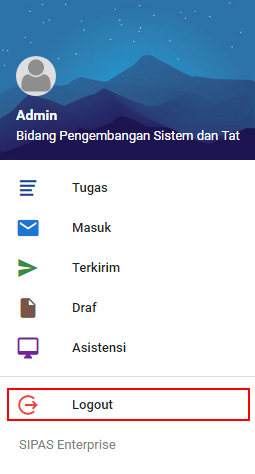 Admin
Bidang Pengembangan Sistem dan Tat
Tugas
Masuk
Terkirim
Draf
Asistensi
Logout
SIPAS Enterprise